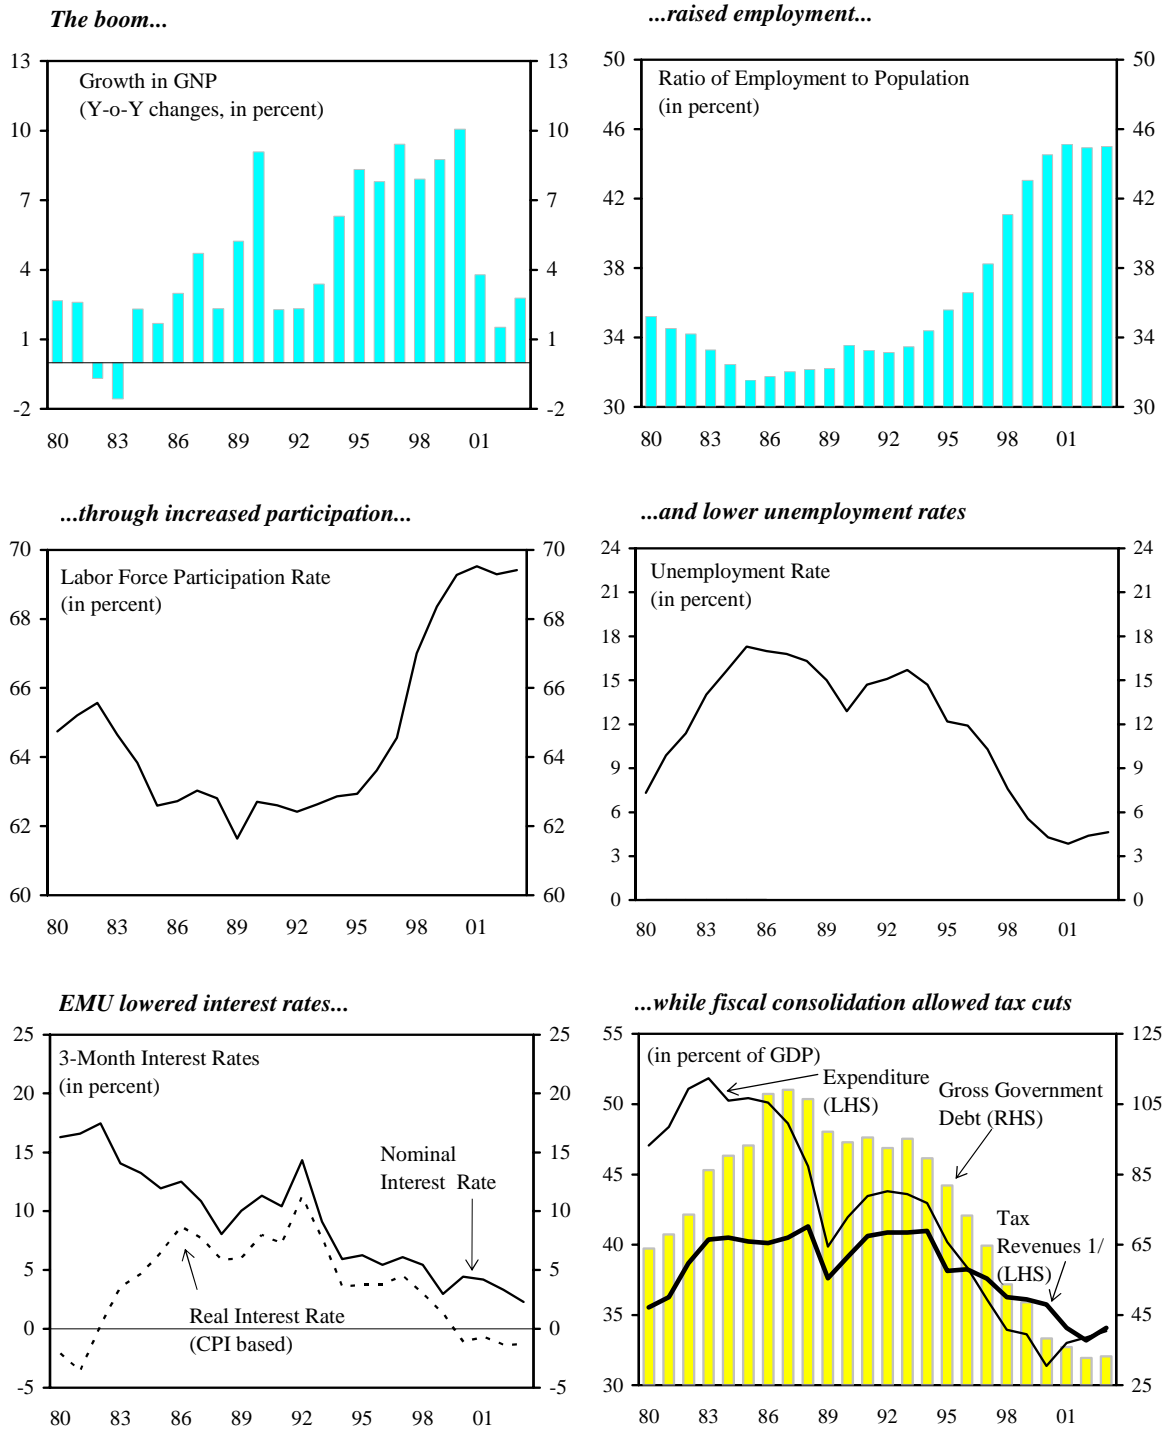 The boom...
13 13
Growth in GNP
(Y-o-Y changes, in percent)
10 10
7 7
4 4
1 1
-2 -2
80 83 86 89 92 95 98 01
...raised employment...
50 50
Ratio of Employment to Population
(in percent)
46 46
42 42
38 38
34 34
30 30
80 83 86 89 92 95 98 01
...through increased participation...
70 70
Labor Force Participation Rate
(in percent)
68 68
66 66
64 64
62 62
60 60
80 83 86 89 92 95 98 01
...and lower unemployment rates
24 24
Unemployment Rate
21 21
(in percent)
18 18
15 15
12 12
9 9
6 6
3 3
0 0
80 83 86 89 92 95 98 01
EMU lowered interest rates...
25 25
3-Month Interest Rates
(in percent)
20 20
15 15
Nominal
Interest Rate
10 10
5 5
Real Interest Rate
0 0
(CPI based)
-5 -5
80 83 86 89 92 95 98 01
...while fiscal consolidation allowed tax cuts
55 125
(in percent of GDP)
Expenditure
(LHS)
Gross Government
Debt (RHS)
50 105
45 85
Tax
Revenues 1/
(LHS)
40 65
35 45
30 25
80 83 86 89 92 95 98 01